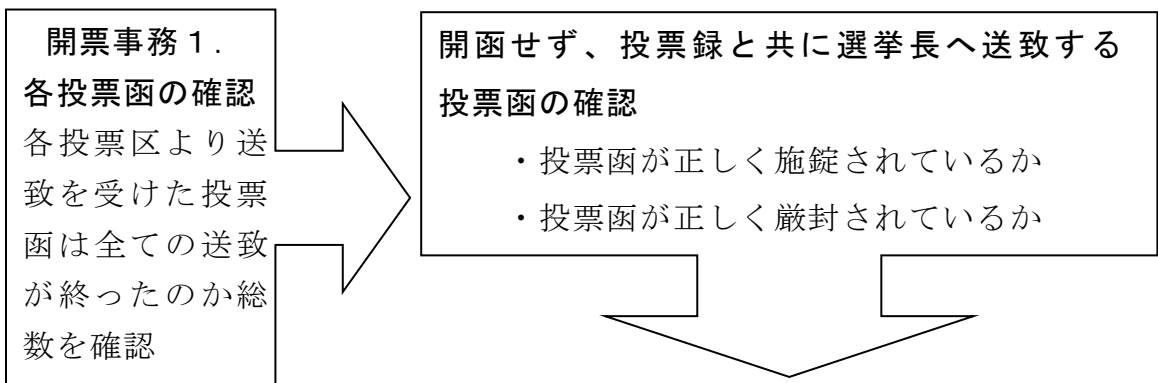 開票事務１.
各投票函の確認
各投票区より送
致を受けた投票
函は全ての送致
が終ったのか総
数を確認
開函せず、投票録と共に選挙長へ送致する
投票函の確認
・投票函が正しく施錠されているか
・投票函が正しく厳封されているか